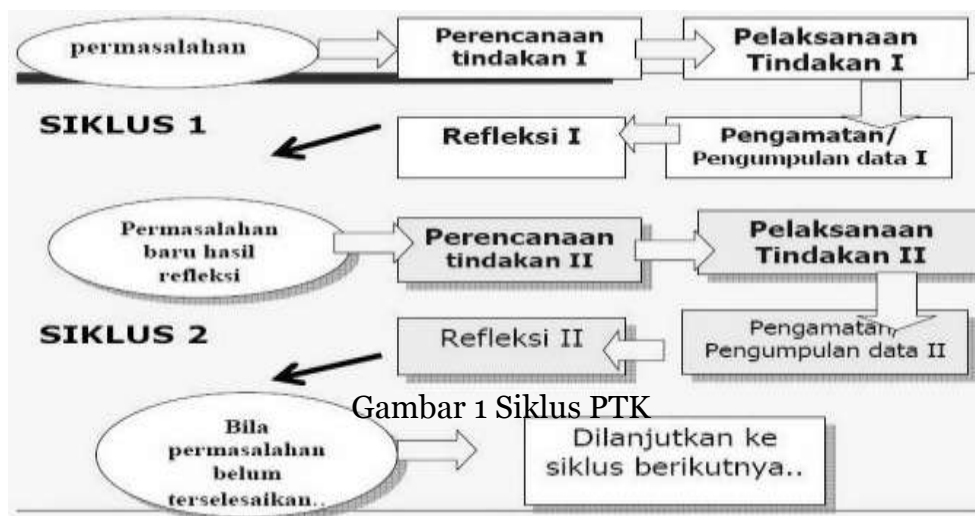 permasalahan
Perencanaan
tindakan I
Pelaksanaan
Tindakan I
SIKLUS 1
Refleksi I
Pengamatan/
Pengumpulan data I
Permasalahan
baru hasil
refleksi
Perencanaan
tindakan II
Pelaksanaan
Tindakan II
SIKLUS 2
Refleksi II
Pengamatan/
Pengumpulan data II
Gambar 1 Siklus PTK
Bila
permasalahan
belum
terselesaikan..
Dilanjutkan ke
siklus berikutnya..